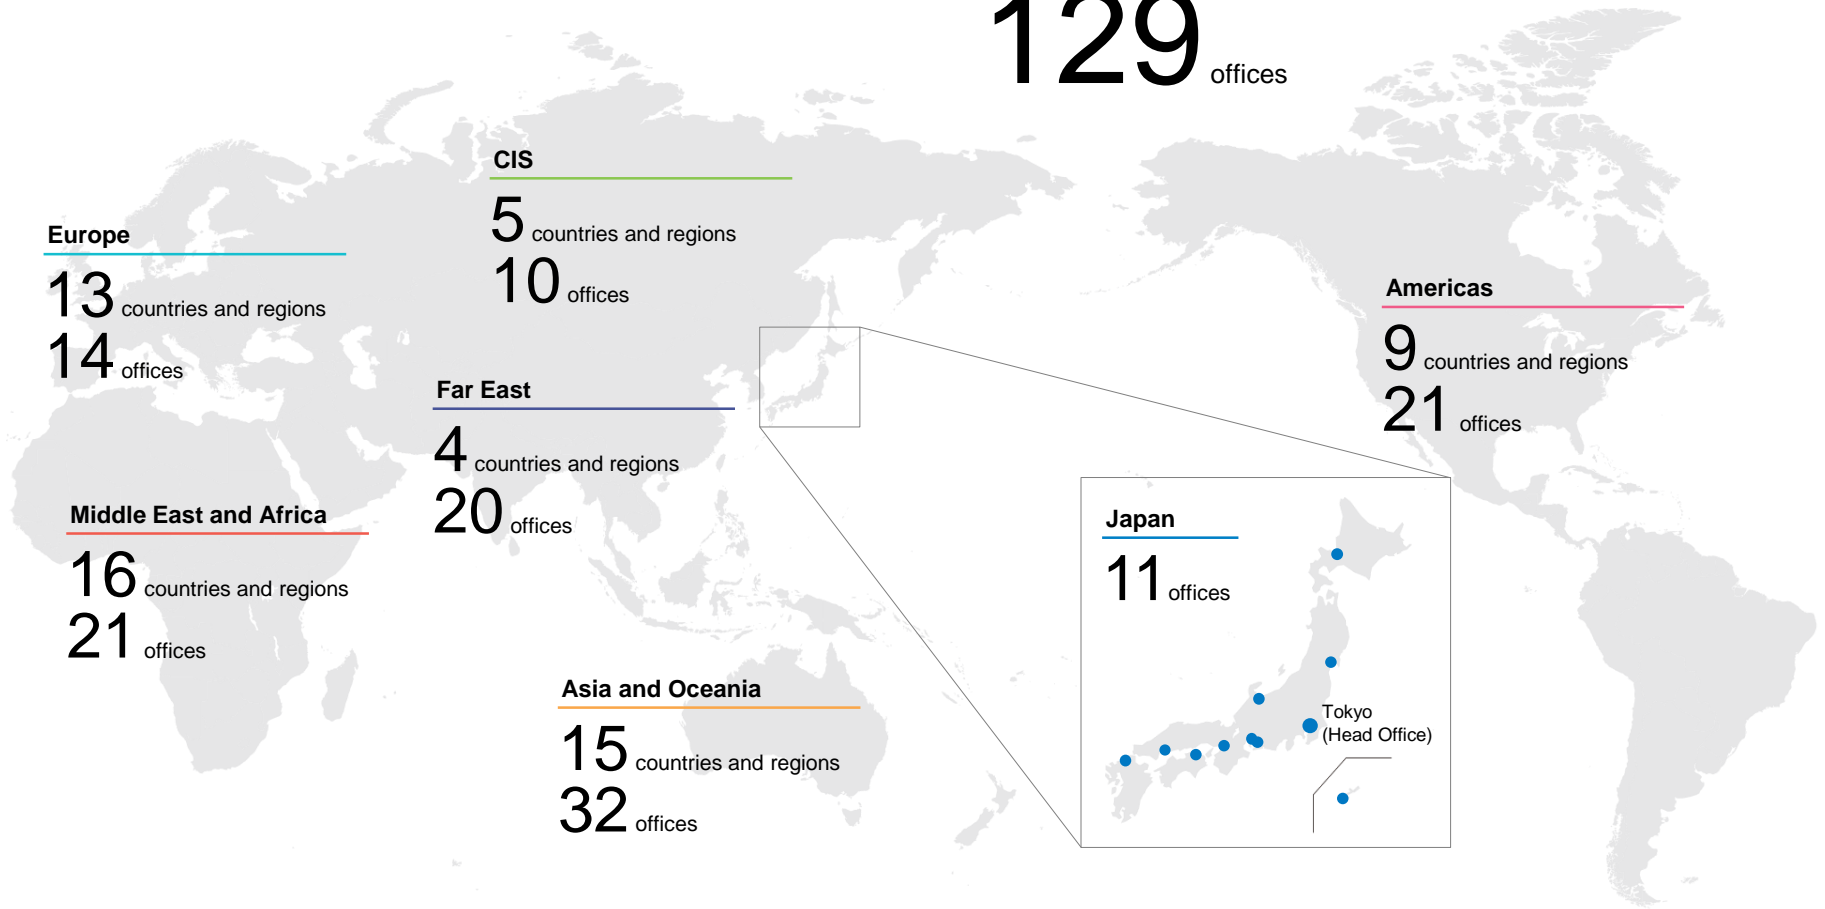 129 offices
CIS
5 countries and regions
10 offices
Europe
13 countries and regions
14 offices
Americas
9 countries and regions
21 offices
Far East
4 countries and regions
20 offices
Middle East and Africa
16 countries and regions
21 offices
Japan
11 offices
Tokyo
(Head Office)
Asia and Oceania
15 countries and regions
32 offices